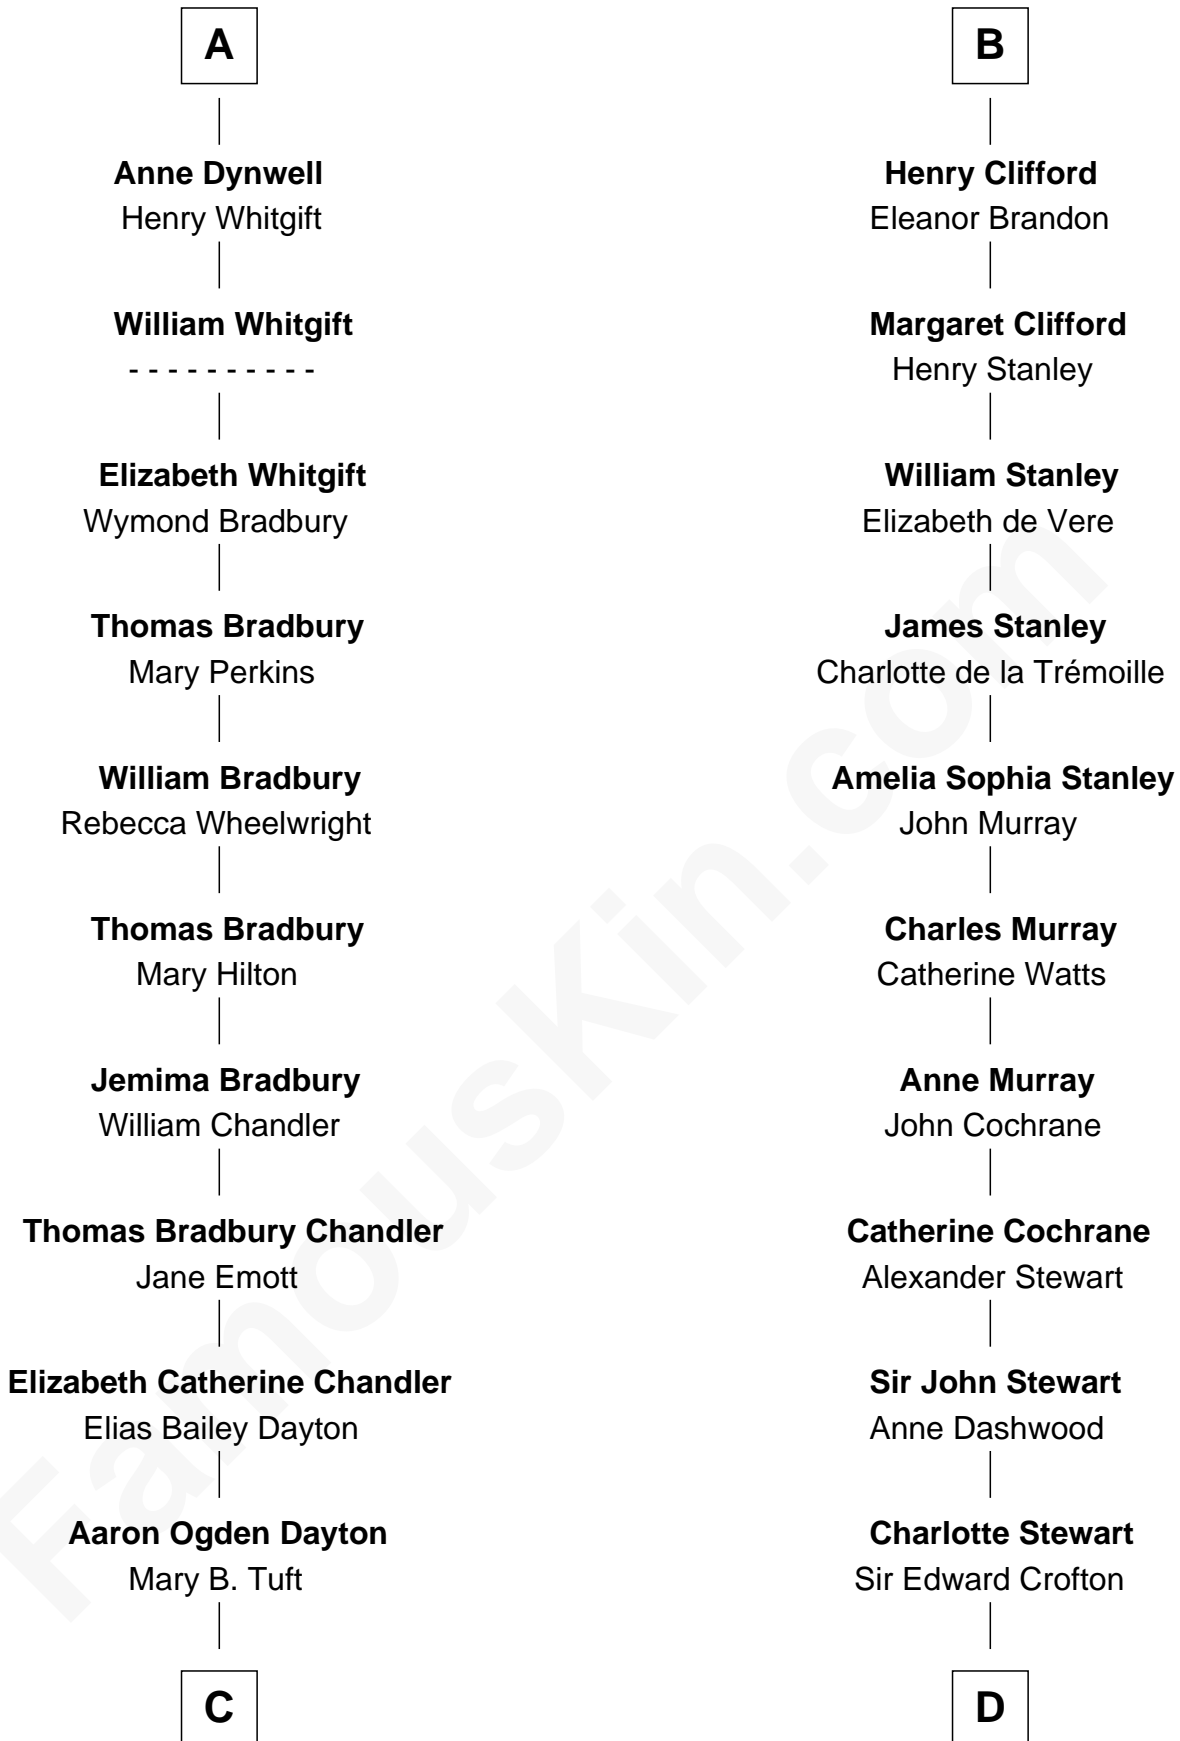 A
Anne Dynwell
Henry Whitgift
William Whitgift
- - - - - - - - - -
Elizabeth Whitgift
Wymond Bradbury
Thomas Bradbury
Mary Perkins
William Bradbury
Rebecca Wheelwright
Thomas Bradbury
Mary Hilton
Jemima Bradbury
William Chandler
Thomas Bradbury Chandler
Jane Emott
Elizabeth Catherine Chandler
Elias Bailey Dayton
Aaron Ogden Dayton
Mary B. Tuft
C
B
Henry Clifford
Eleanor Brandon
Margaret Clifford
Henry Stanley
William Stanley
Elizabeth de Vere
James Stanley
Charlotte de la Trémoille
Amelia Sophia Stanley
John Murray
Charles Murray
Catherine Watts
Anne Murray
John Cochrane
Catherine Cochrane
Alexander Stewart
Sir John Stewart
Anne Dashwood
Charlotte Stewart
Sir Edward Crofton
D
FamousKin.com